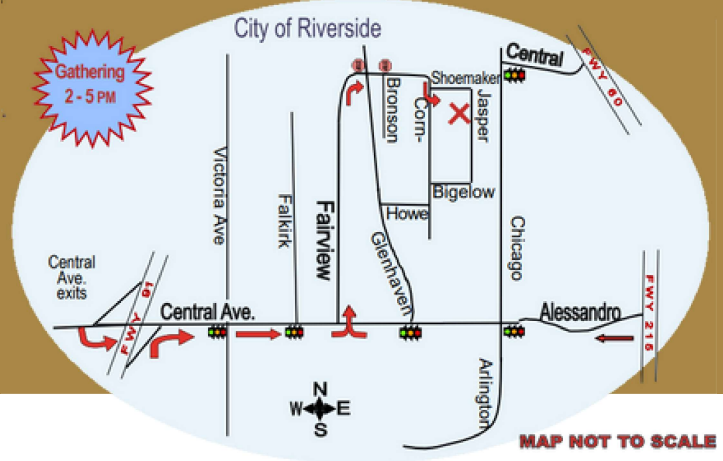 City of Riverside
Gathering
2 - 5 PM
Central
FWY 60
Shoemaker
Bronson
Corn-
Jasper
Bigelow
Howe
Victoria Ave
Falkirk
Fairview
Glenhaven
Chicago
Central
Ave.
exits
FWY 91
Central Ave.
Alessandro
FWY 215
Arlington
N
W E
S
MAP NOT TO SCALE